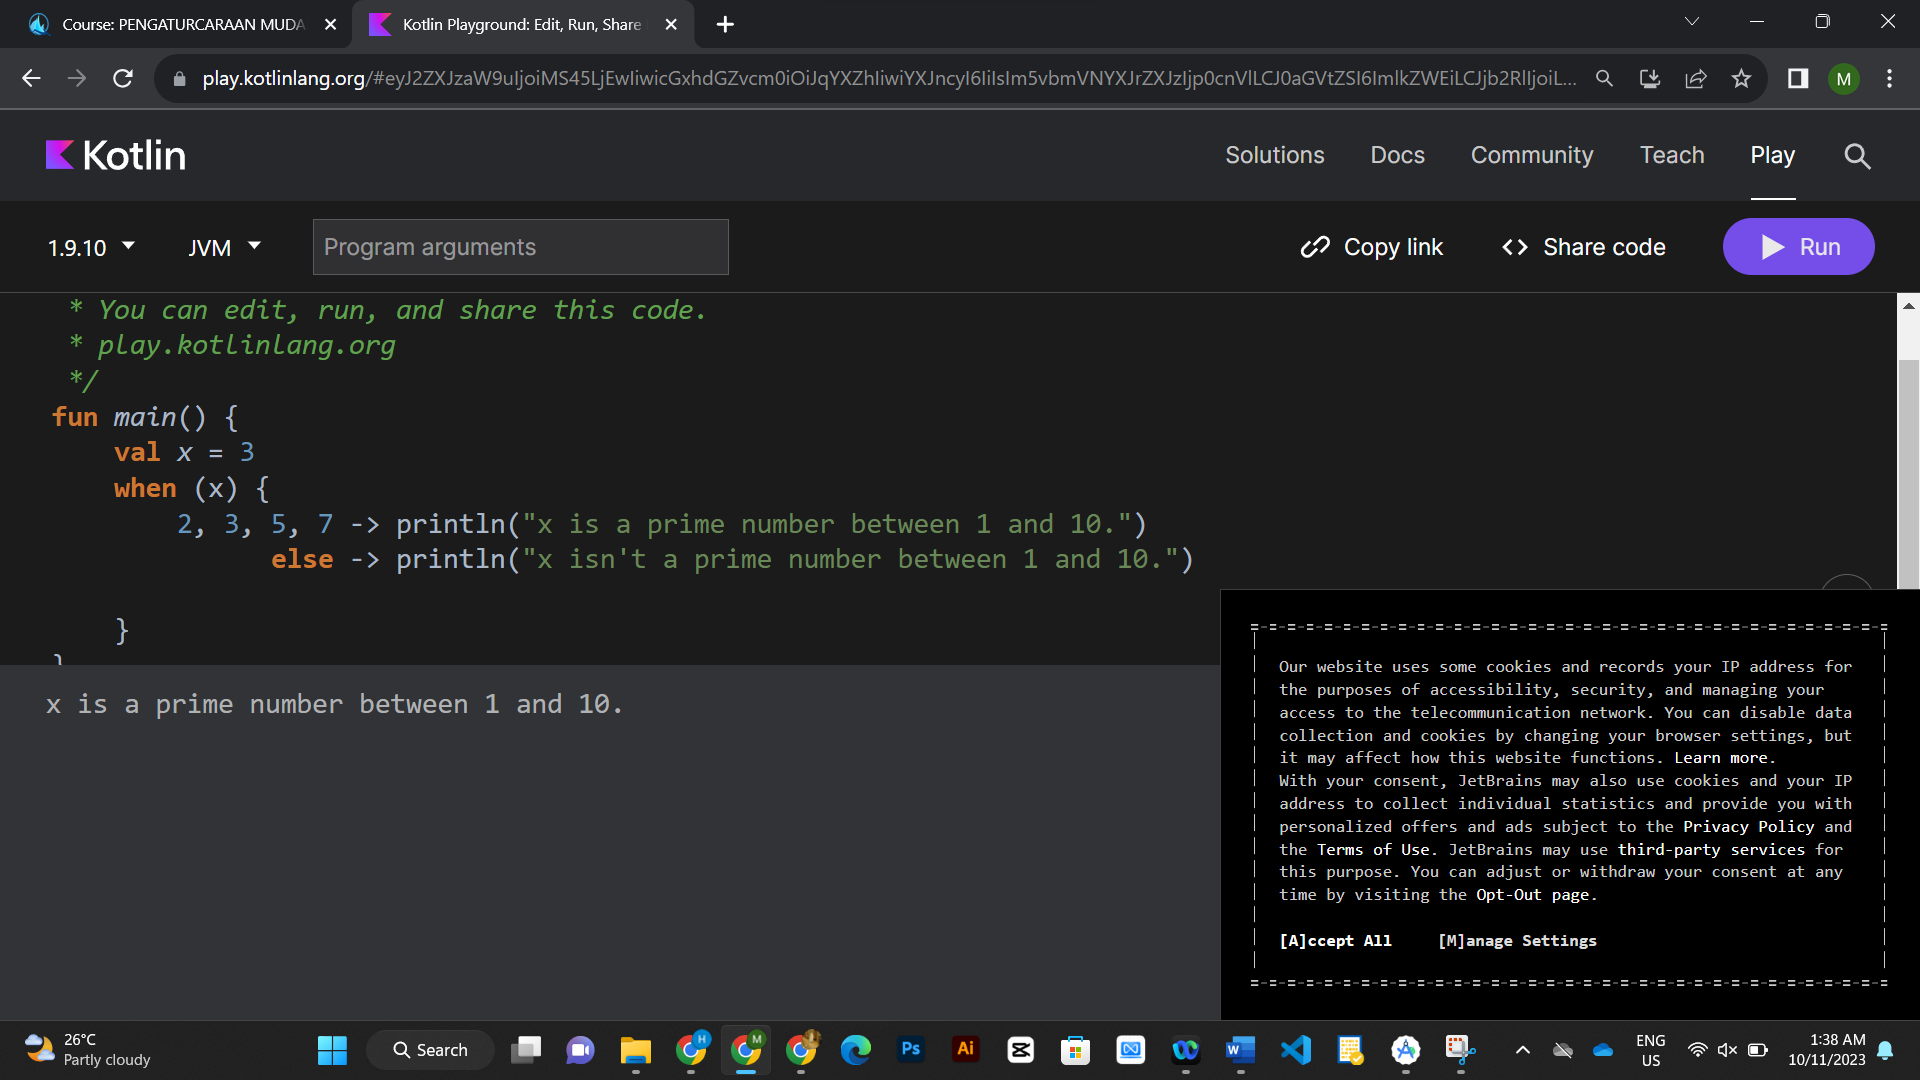 Course: PENGATURCARAAN MUDA
Kotlin Playground: Edit, Run, Share
Kotlin
Solutions
Docs
Community
Teach
Play
1.9.10
JVM
Program arguments
Copy link
Share code
Run
* You can edit, run, and share this code.
* play.kotlinlang.org
*/
fun main() {
val x = 3
when (x) {
2, 3, 5, 7 -> println("x is a prime number between 1 and 10.")
else -> println("x isn't a prime number between 1 and 10.")
}
}
x is a prime number between 1 and 10.
Our website uses some cookies and records your IP address for
the purposes of accessibility, security, and managing your
access to the telecommunication network. You can disable data
collection and cookies by changing your browser settings, but
it may affect how this website functions. Learn more.
With your consent, JetBrains may also use cookies and your IP
address to collect individual statistics and provide you with
personalized offers and ads subject to the Privacy Policy and
the Terms of Use. JetBrains may use third-party services for
this purpose. You can adjust or withdraw your consent at any
time by visiting the Opt-Out page.
[A]ccept All [M]anage Settings
26°C
Partly cloudy
Search
ENG
US
1:38 AM
10/11/2023